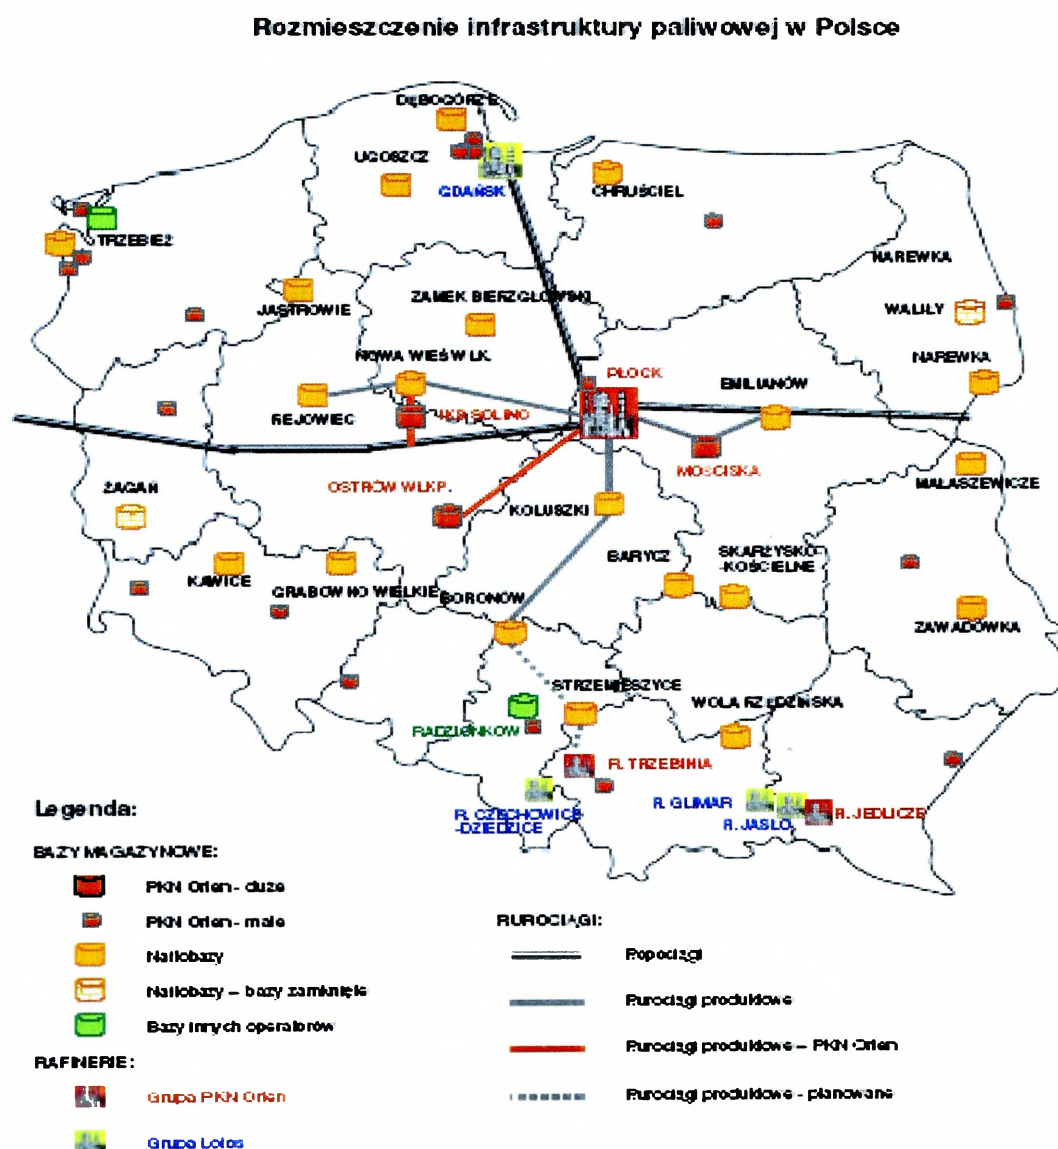 Rozmieszczenie infrastruktury paliwowej w Polsce
DĘBOGÓRZE
UGOSZCZ
GDAŃSK
CHRUŚCIEL
TRZEBIEŻ
NAREWKA
JASTROWIE
ZAMEK BIERZGŁOWSKI
WALIŁY
NOWA WIEŚ WLK.
NAREWKA
PŁOCK
EMILIANÓW
REJOWIEC
IKS SOLINO
MOŚCISKA
OSTRÓW WLKP.
ŻAGAŃ
MAŁASZEWICZE
KOLUSZKI
BARYCZ
SKARŻYSKO
-KOŚCIELNE
KAWICE
GRABOWNO WIELKIE
BORONÓW
ZAWADÓWKA
STRZEMIESZYCE
WOLA RZĘDZIŃSKA
RADZIONKÓW
R. TRZEBINIA
R. CZECHOWICE
-DZIEDZICE
R. GLIMAR
R. JASŁO
R. JEDLICZE
Legenda:
BAZY MAGAZYNOWE:
PKN Orlen - duże
PKN Orlen - małe
Naftobazy
Naftobazy – bazy zamknięte
Bazy innych operatorów
RAFINERIE:
Grupa PKN Orlen
Grupa Lotos
RUROCIĄGI:
Ropociągi
Rurociągi produktowe
Rurociągi produktowe – PKN Orlen
Rurociągi produktowe - planowane